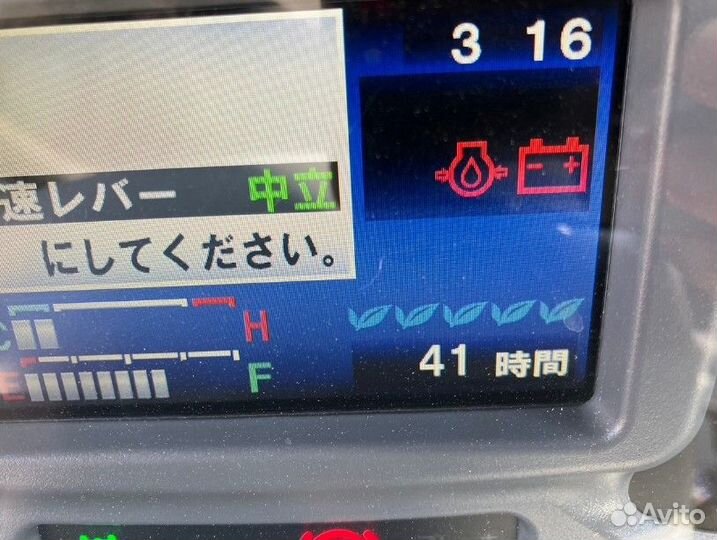 3 16
速レバー 中立
にしてください。
C H
E F
41 時間
Avito